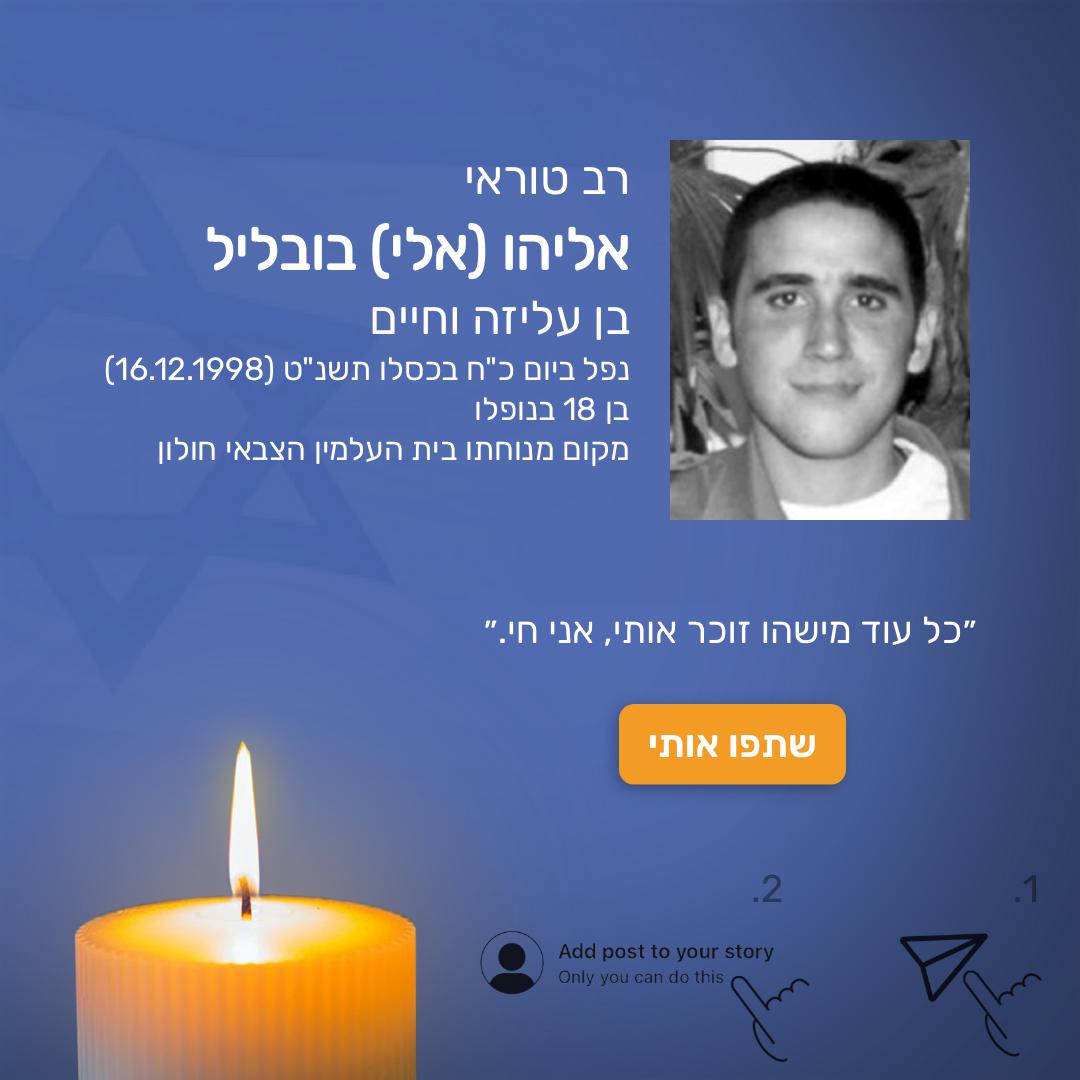 רב טוראי
אליהו (אלי) בובליל
בן עליזה וחיים
נפל ביום כ"ח בכסלו תשנ"ט (16.12.1998)
בן 18 בנופלו
מקום מנוחתו בית העלמין הצבאי חולון
״כל עוד מישהו זוכר אותי, אני חי.״
שתפו אותי
1.
2.
Add post to your story
Only you can do this